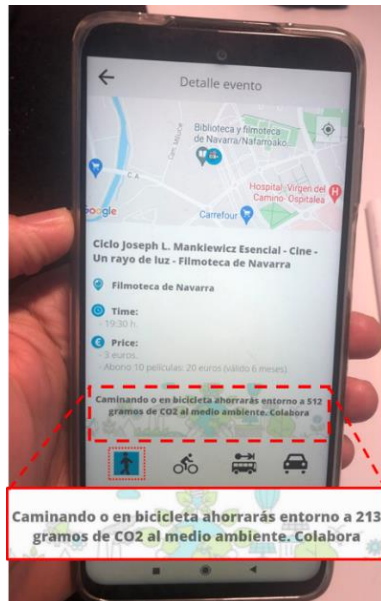 Detalle evento
Biblioteca y filmoteca
de Navarra/Nafarroako...
Gen. Mouca
C. A
Hospital Virgen del
Camino- Ospitalea
Google
Carrefour
Ciclo Joseph L. Mankiewicz Esencial - Cine -
Un rayo de luz - Filmoteca de Navarra
Filmoteca de Navarra
Time:
- 19:30 h.
Price:
- 3 euros.
- Abono 10 películas: 20 euros (válido 6 meses)
Caminando o en bicicleta ahorrarás entorno a 512
gramos de CO2 al medio ambiente. Colabora
Caminando o en bicicleta ahorrarás entorno a 213
gramos de CO2 al medio ambiente. Colabora